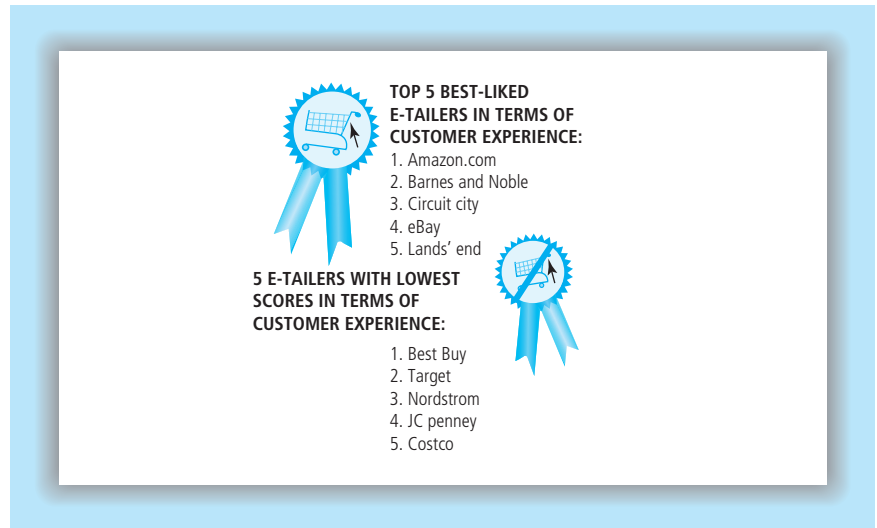 TOP 5 BEST-LIKED
E-TAILERS IN TERMS OF
CUSTOMER EXPERIENCE:
1. Amazon.com
2. Barnes and Noble
3. Circuit city
4. eBay
5. Lands’ end
5 E-TAILERS WITH LOWEST
SCORES IN TERMS OF
CUSTOMER EXPERIENCE:
1. Best Buy
2. Target
3. Nordstrom
4. JC penney
5. Costco